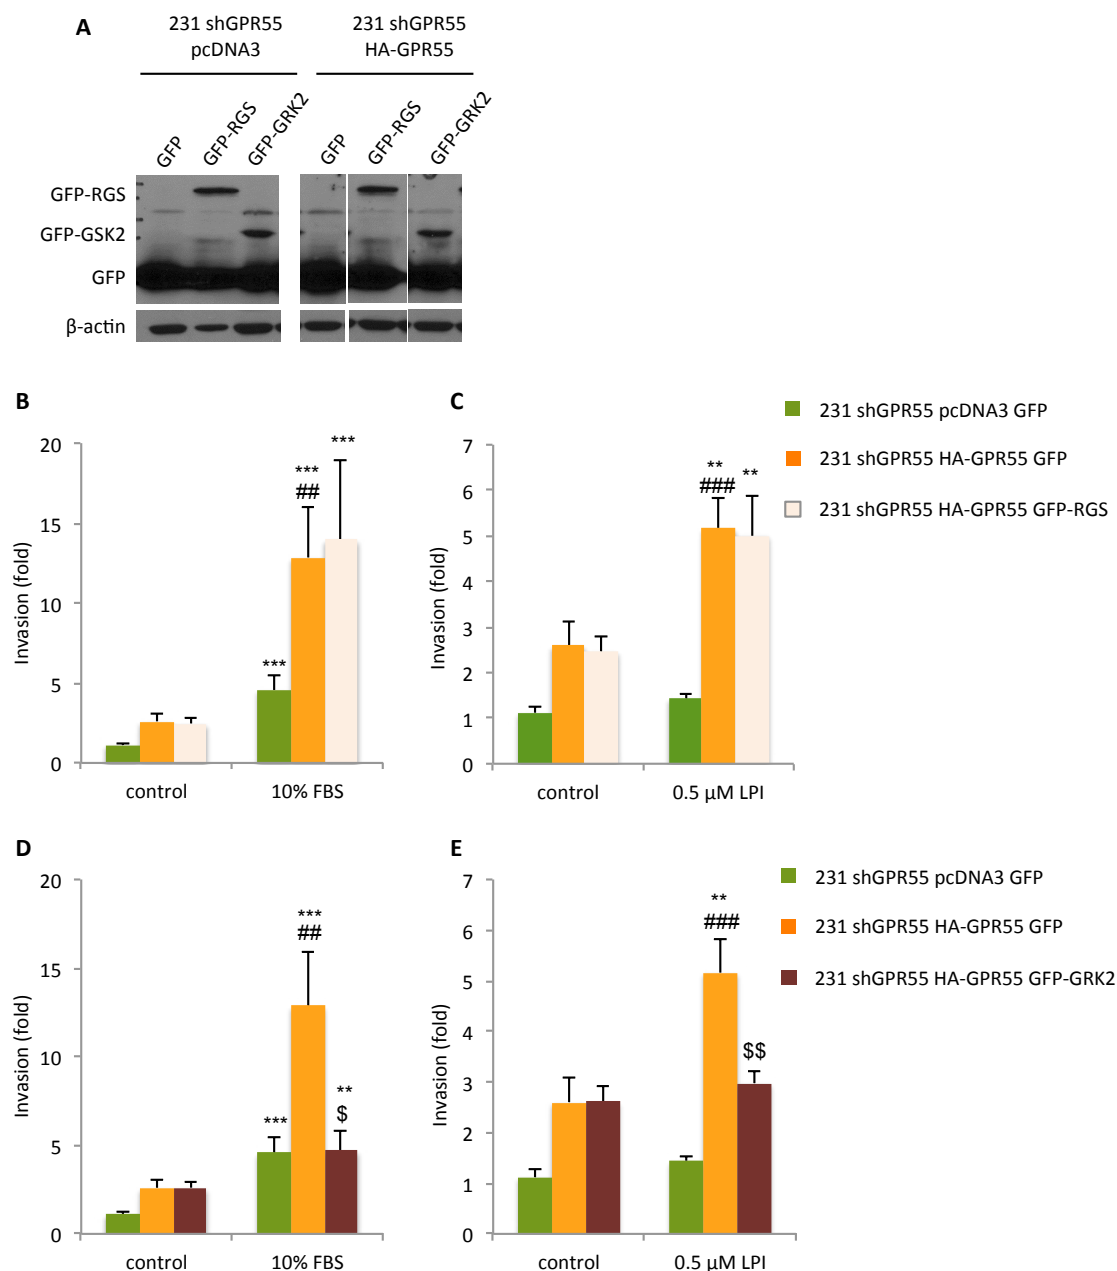 A
231 shGPR55
pcDNA3
231 shGPR55
HA-GPR55
GFP
GFP-RGS
GFP-GRK2
GFP
GFP-RGS
GFP-GRK2
GFP-RGS
GFP-GSK2
GFP
β-actin
B
Invasion (fold)
20
15
10
5
0
***
***
##
***
control
10% FBS
C
Invasion (fold)
7
6
5
4
3
2
1
0
**
###
**
control
0.5 μM LPI
231 shGPR55 pcDNA3 GFP
231 shGPR55 HA-GPR55 GFP
231 shGPR55 HA-GPR55 GFP-RGS
D
Invasion (fold)
20
15
10
5
0
***
***
##
**
$
control
10% FBS
E
Invasion (fold)
7
6
5
4
3
2
1
0
**
###
$$
control
0.5 μM LPI
231 shGPR55 pcDNA3 GFP
231 shGPR55 HA-GPR55 GFP
231 shGPR55 HA-GPR55 GFP-GRK2